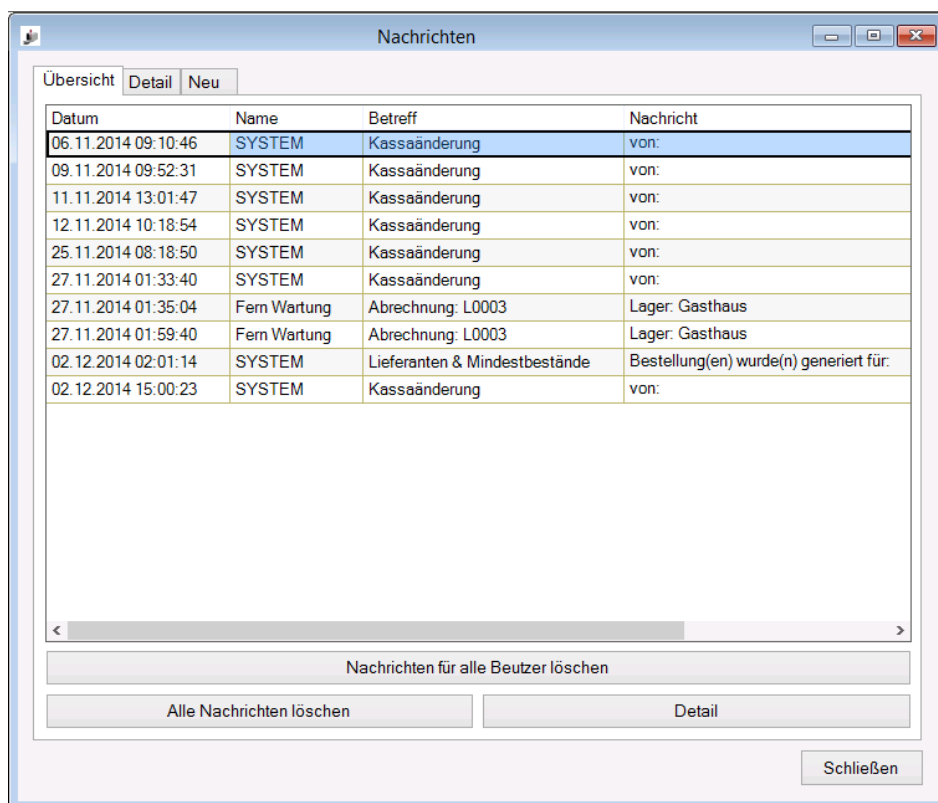 Nachrichten
Übersicht Detail Neu
Datum Name Betreff Nachricht
06.11.2014 09:10:46 SYSTEM Kassaänderung von:
09.11.2014 09:52:31 SYSTEM Kassaänderung von:
11.11.2014 13:01:47 SYSTEM Kassaänderung von:
12.11.2014 10:18:54 SYSTEM Kassaänderung von:
25.11.2014 08:18:50 SYSTEM Kassaänderung von:
27.11.2014 01:33:40 SYSTEM Kassaänderung von:
27.11.2014 01:35:04 Fern Wartung Abrechnung: L0003 Lager: Gasthaus
27.11.2014 01:59:40 Fern Wartung Abrechnung: L0003 Lager: Gasthaus
02.12.2014 02:01:14 SYSTEM Lieferanten & Mindestbestände Bestellung(en) wurde(n) generiert für:
02.12.2014 15:00:23 SYSTEM Kassaänderung von:
Nachrichten für alle Beutzer löschen
Alle Nachrichten löschen Detail
Schließen